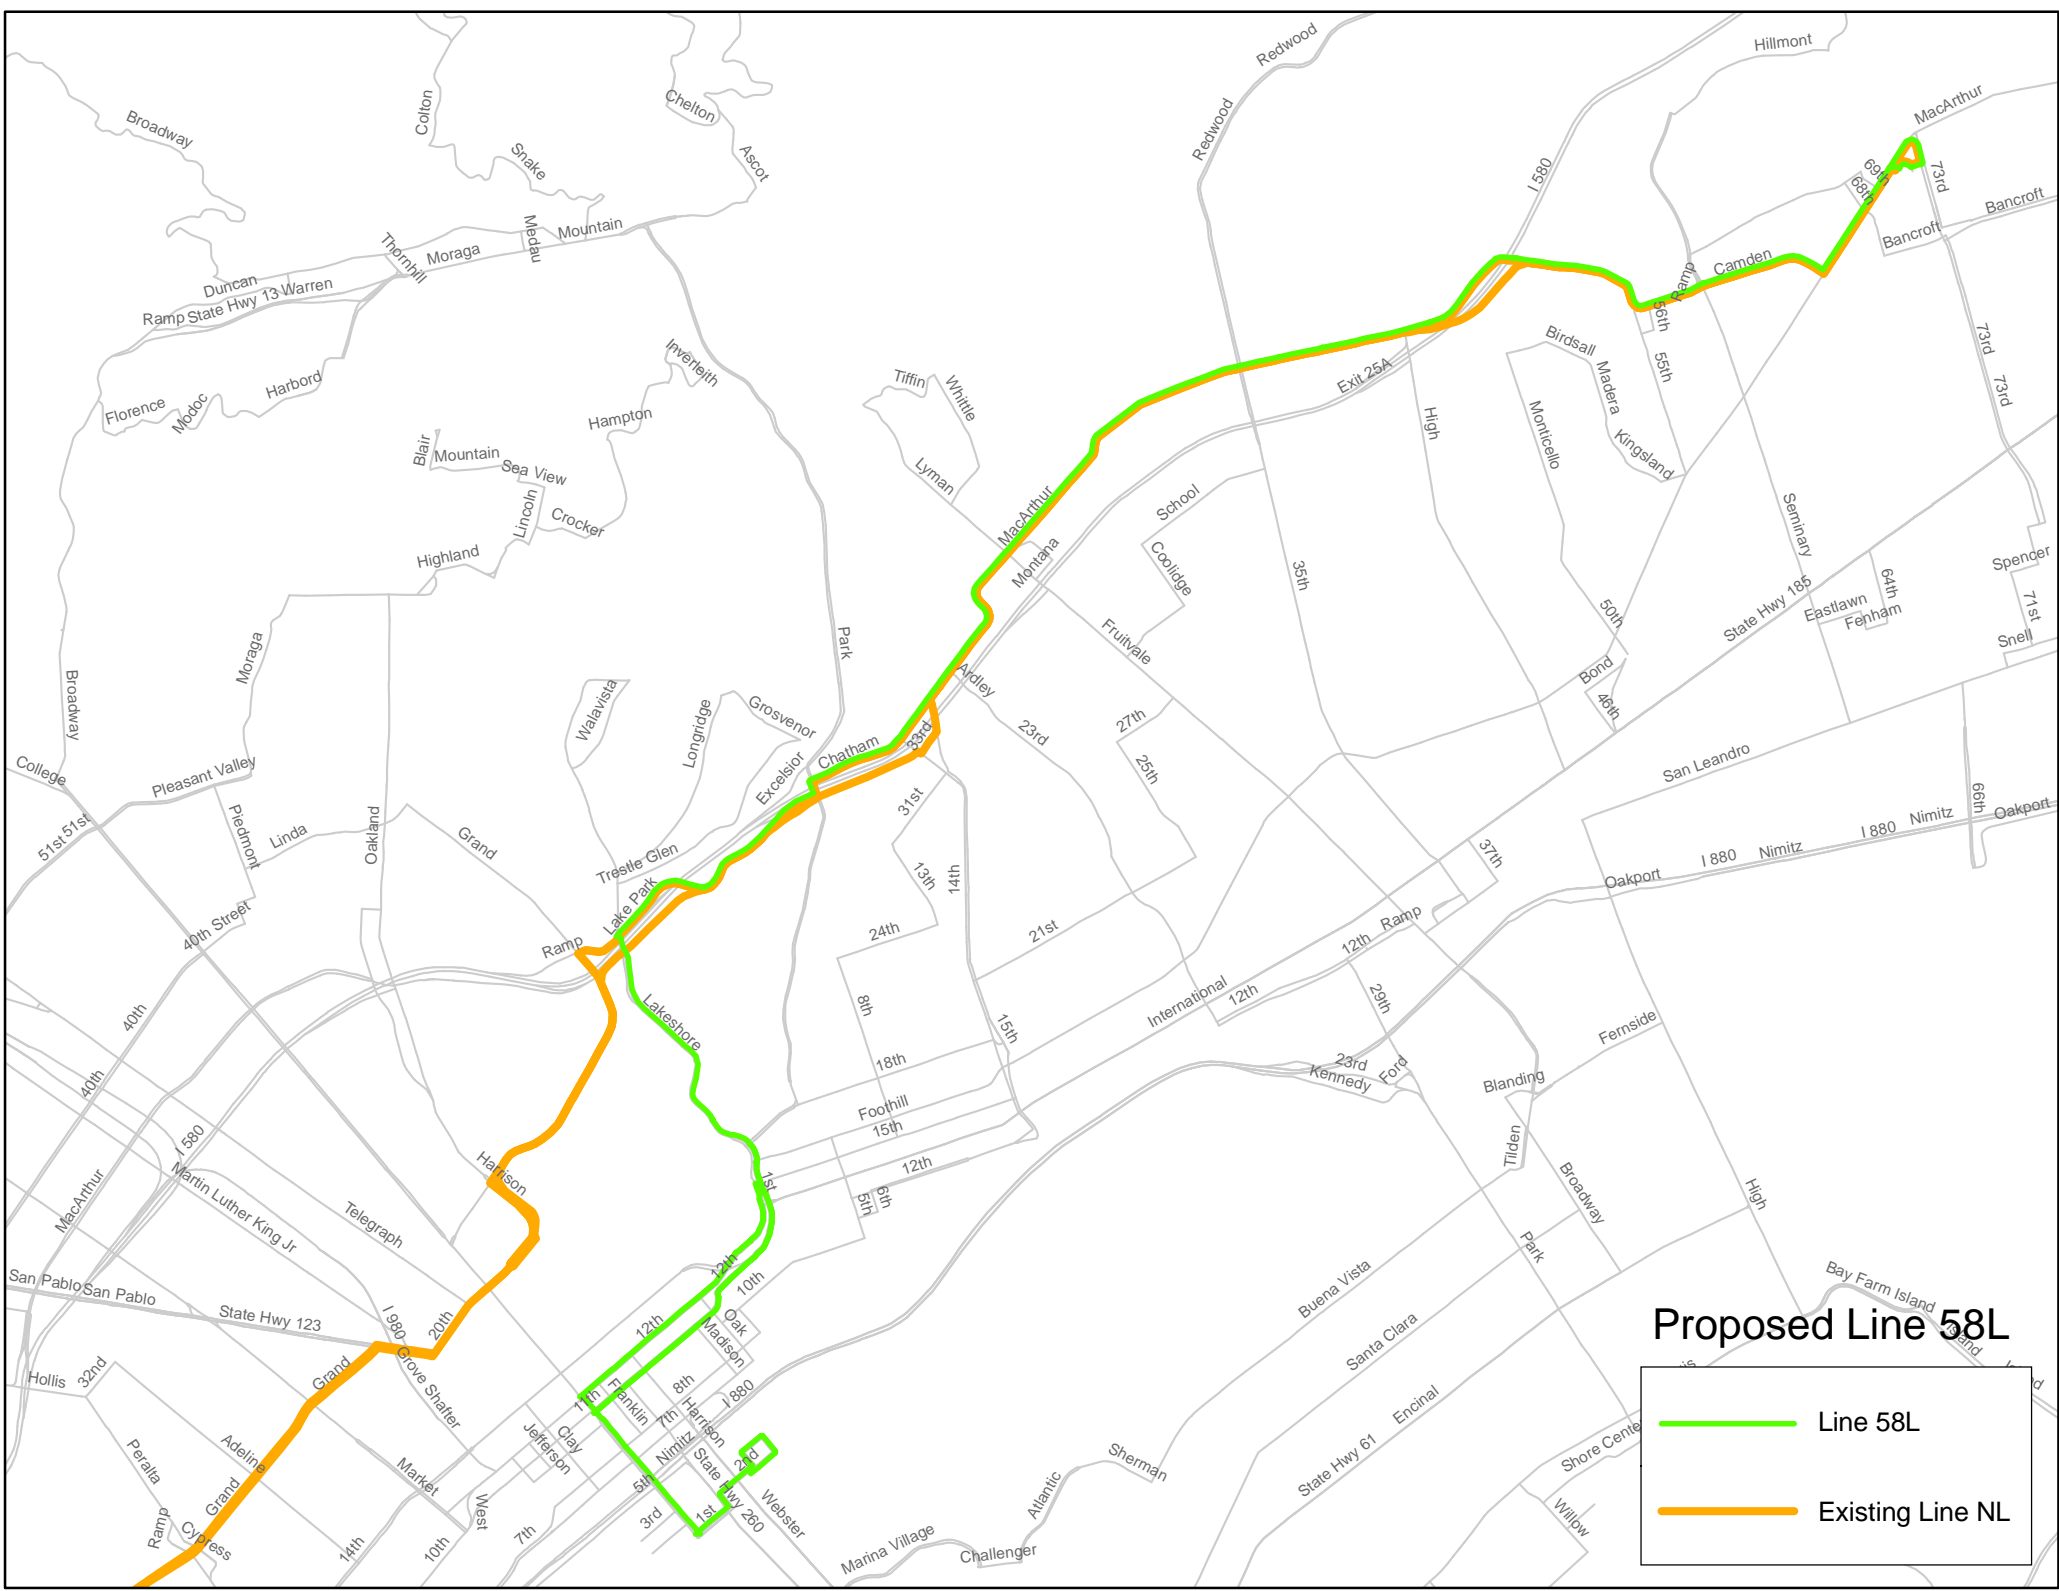 Redwood
Hillmont
Broadway
Colton
Chelton
MacArthur
Redwood
Snake
Ascot
I 580
69th
68th
73rd
Bancroft
Medau
Mountain
Thornhill
Moraga
Bancroft
Duncan
State Hwy 13 Warren
Ramp
Ramp
Camden
56th
Birdsall
73rd
Inverleith
Harbord
Tiffin
Whittle
Exit 25A
Madera
55th
73rd
Florence
Modoc
Hampton
High
Monticello
Blair
Mountain
Sea View
Kingsland
Lyman
Lincoln
Crocker
MacArthur
School
Seminary
Highland
Montana
Coolidge
35th
Spencer
State Hwy 185
64th
50th
Eastlawn
Fenham
71st
Snell
Moraga
Park
Fruitvale
Bond
Broadway
Ardley
46th
Walavista
Longridge
Grosvenor
23rd
27th
33rd
Chatham
College
Pleasant Valley
Excelsior
25th
San Leandro
66th
Piedmont
31st
51st
51st
Linda
Oakland
Grand
Nimitz
Oakport
I 880
Nimitz
I 880
37th
Trestle Glen
13th
14th
Oakport
Lake Park
40th Street
24th
21st
Ramp
12th
Ramp
International
12th
29th
8th
Lakeshore
15th
40th
Fernside
18th
23rd
Kennedy
Ford
40th
Blanding
Foothill
15th
I 580
12th
Tilden
Harrison
1st
5th
6th
Broadway
High
Martin Luther King Jr
MacArthur
Telegraph
Park
12th
10th
Buena Vista
Bay Farm Island
San Pablo
San Pablo
State Hwy 123
I 980
20th
12th
Oak
Madison
Santa Clara
Island
Proposed Line 58L
Grove Shafter
Hollis
32nd
Grand
11th
Franklin
8th
Harrison
I 880
7th
Encinal
Line 58L
Clay
Jefferson
Peralta
Adeline
Market
Nimitz
5th
State Hwy 260
2nd
Sherman
State Hwy 61
Shore Cente
Grand
West
3rd
1st
Webster
Atlantic
Willow
Existing Line NL
Ramp
Cypress
14th
10th
7th
Marina Village
Challenger